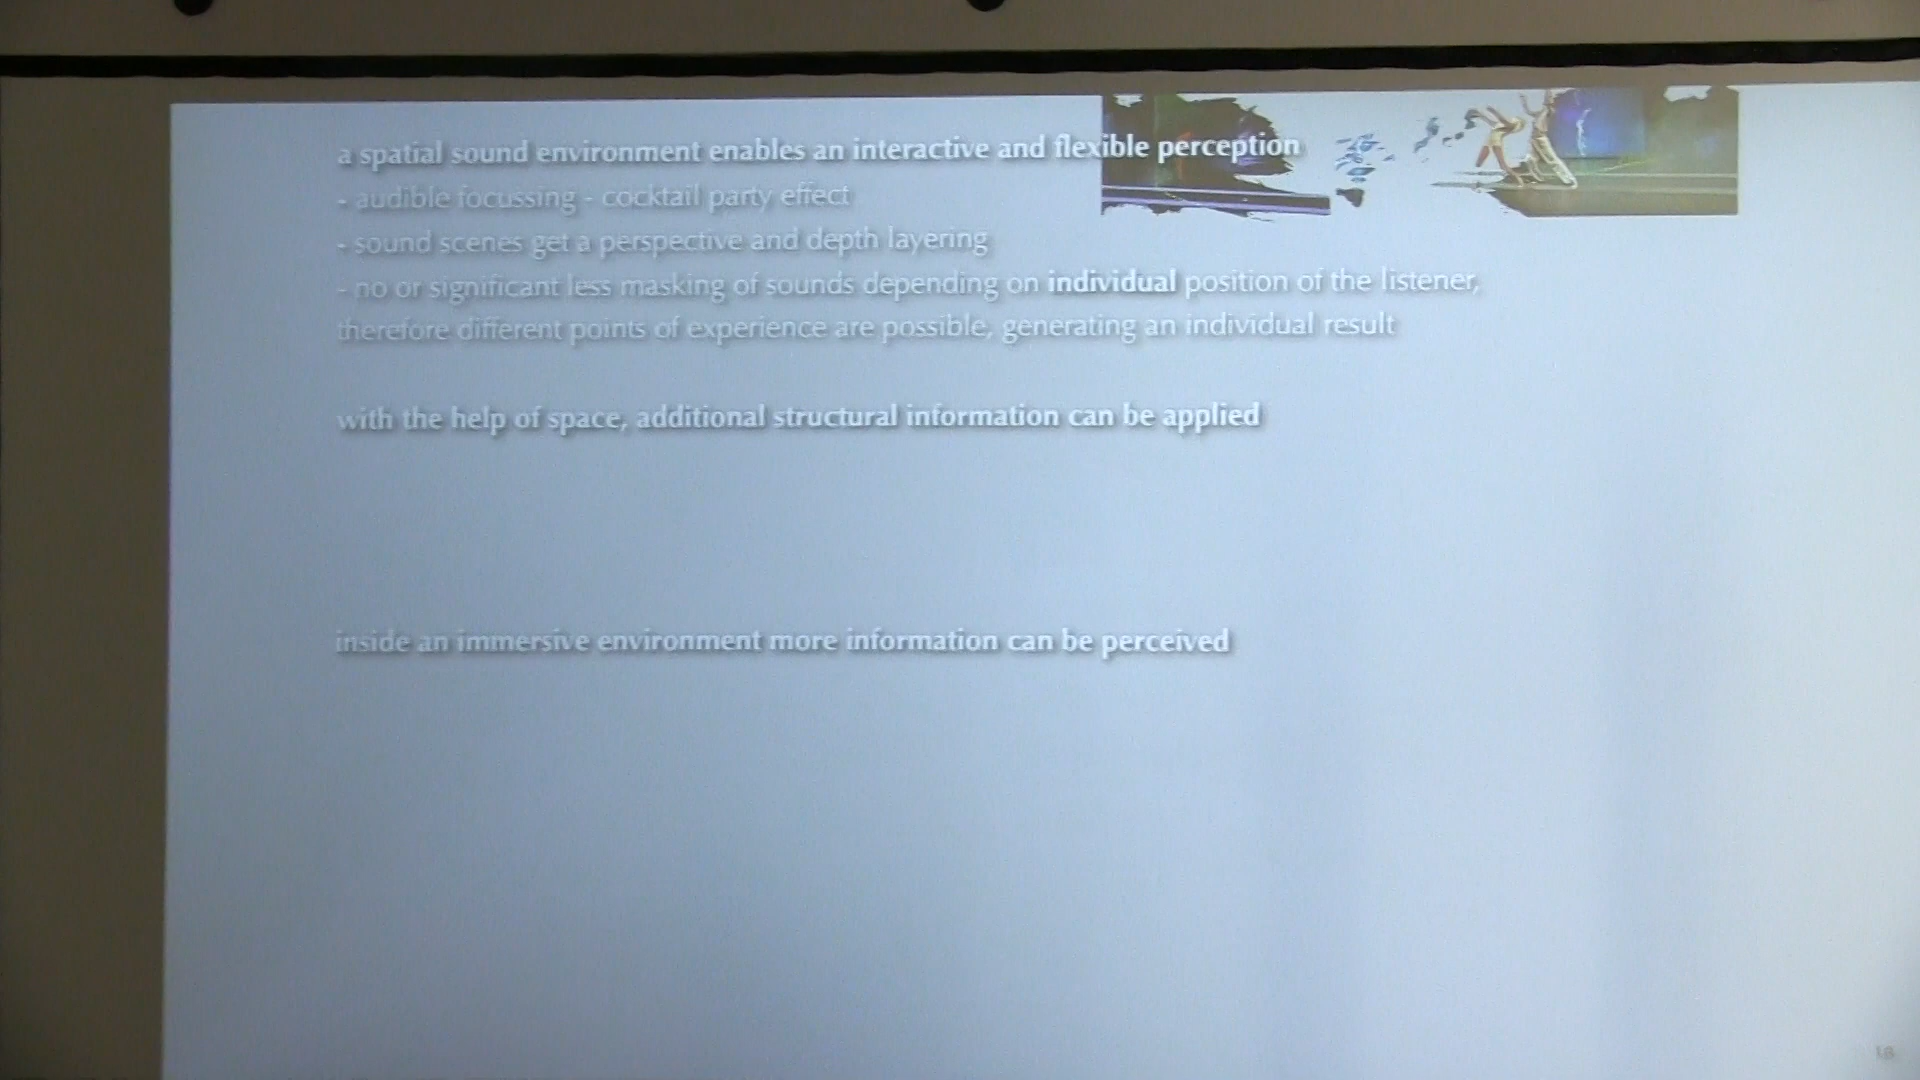 a spatial sound environment enables an interactive and flexible perception
- audible focussing - cocktail party effect
- sound scenes get a perspective and depth layering
- no or significant less masking of sounds depending on individual position of the listener,
therefore different points of experience are possible, generating an individual result
with the help of space, additional structural information can be applied
inside an immersive environment more information can be perceived